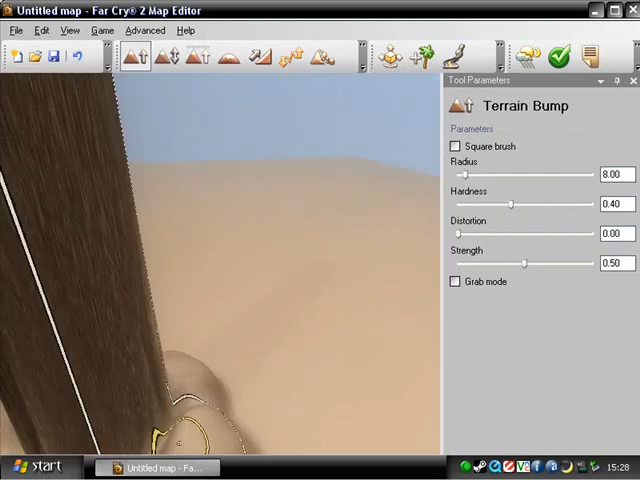 Untitled map - Far Cry® 2 Map Editor
File Edit View Game Advanced Help
Tool Parameters
Terrain Bump
Parameters
Square brush
Radius
8.00
Hardness
0.40
Distortion
0.00
Strength
0.50
Grab mode
start
Untitled map - Fa...
15:28